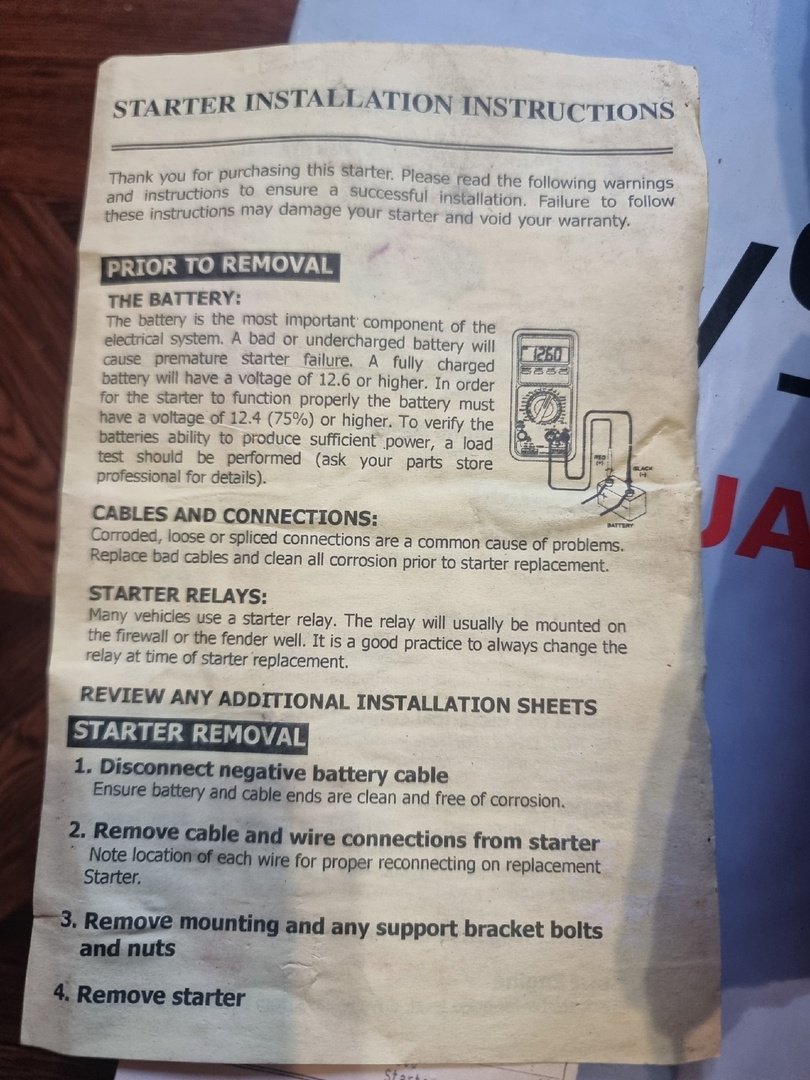 STARTER INSTALLATION INSTRUCTIONS
Thank you for purchasing this starter. Please read the following warnings
and instructions to ensure a successful installation. Failure to follow
these instructions may damage your starter and void your warranty.
PRIOR TO REMOVAL
THE BATTERY:
The battery is the most important component of the
electrical system. A bad or undercharged battery will
cause premature starter failure. A fully charged
battery will have a voltage of 12.6 or higher. In order
for the starter to function properly the battery must
have a voltage of 12.4 (75%) or higher. To verify the
batteries ability to produce sufficient power, a load
test should be performed (ask your parts store
professional for details).
1260
RED
(+)
BLACK
(-)
BATTERY
CABLES AND CONNECTIONS:
Corroded, loose or spliced connections are a common cause of problems.
Replace bad cables and clean all corrosion prior to starter replacement.
STARTER RELAYS:
Many vehicles use a starter relay. The relay will usually be mounted on
the firewall or the fender well. It is a good practice to always change the
relay at time of starter replacement.
REVIEW ANY ADDITIONAL INSTALLATION SHEETS
STARTER REMOVAL
1. Disconnect negative battery cable
Ensure battery and cable ends are clean and free of corrosion.
2. Remove cable and wire connections from starter
Note location of each wire for proper reconnecting on replacement
Starter.
3. Remove mounting and any support bracket bolts
and nuts
4. Remove starter
UA